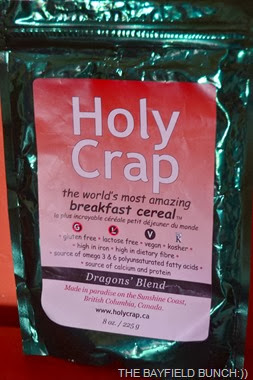 Holy
Crap
the world's most amazing
breakfast cereal™
la plus incroyable céréale petit déjeuner du monde
G L V K
• gluten free • lactose free • vegan • kosher •
• high in iron • high in dietary fibre •
• source of omega 3 & 6 polyunsaturated fatty acids •
• source of calcium and protein
Dragons' Blend
Made in paradise on the Sunshine Coast,
British Columbia, Canada.
www.holycrap.ca
8 oz. / 225 g
THE BAYFIELD BUNCH:))